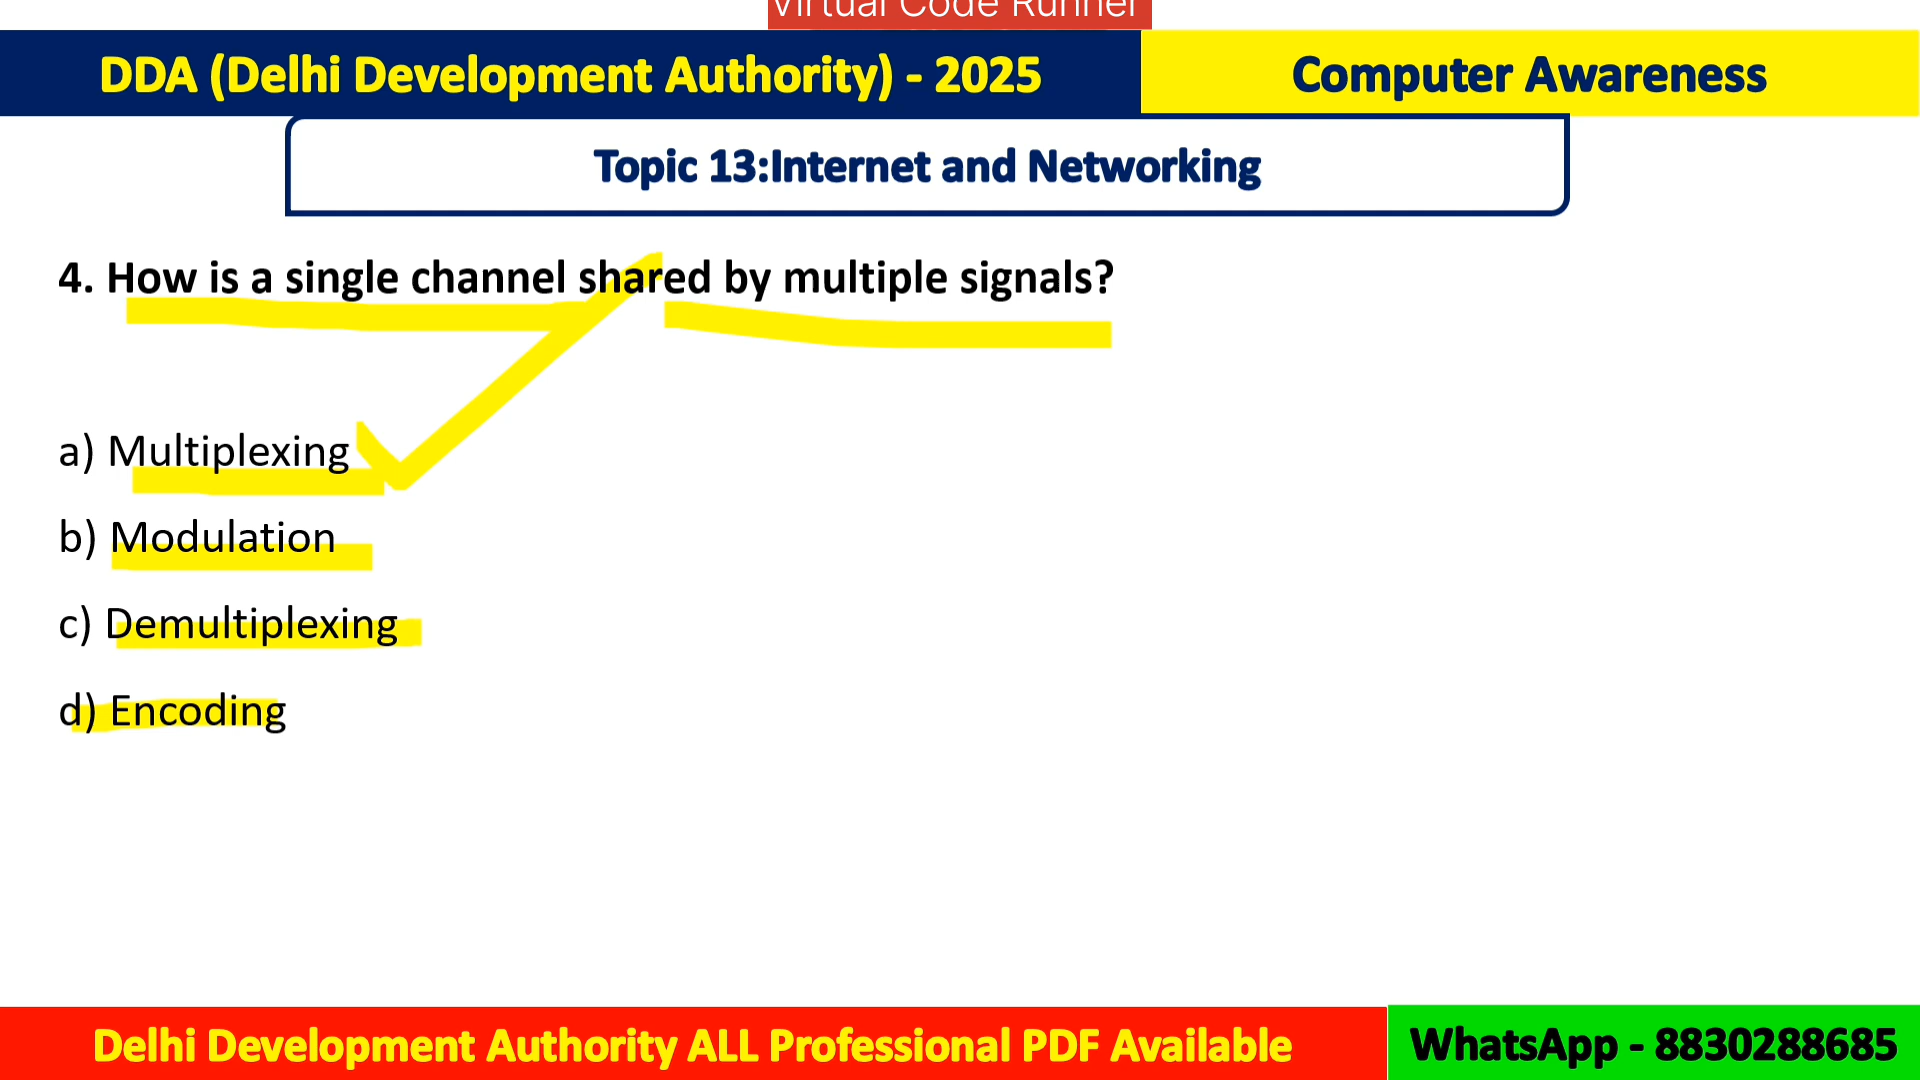 Virtual Code Runner
DDA (Delhi Development Authority) - 2025
Computer Awareness
Topic 13:Internet and Networking
4. How is a single channel shared by multiple signals?
a) Multiplexing
b) Modulation
c) Demultiplexing
d) Encoding
Delhi Development Authority ALL Professional PDF Available
WhatsApp - 8830288685